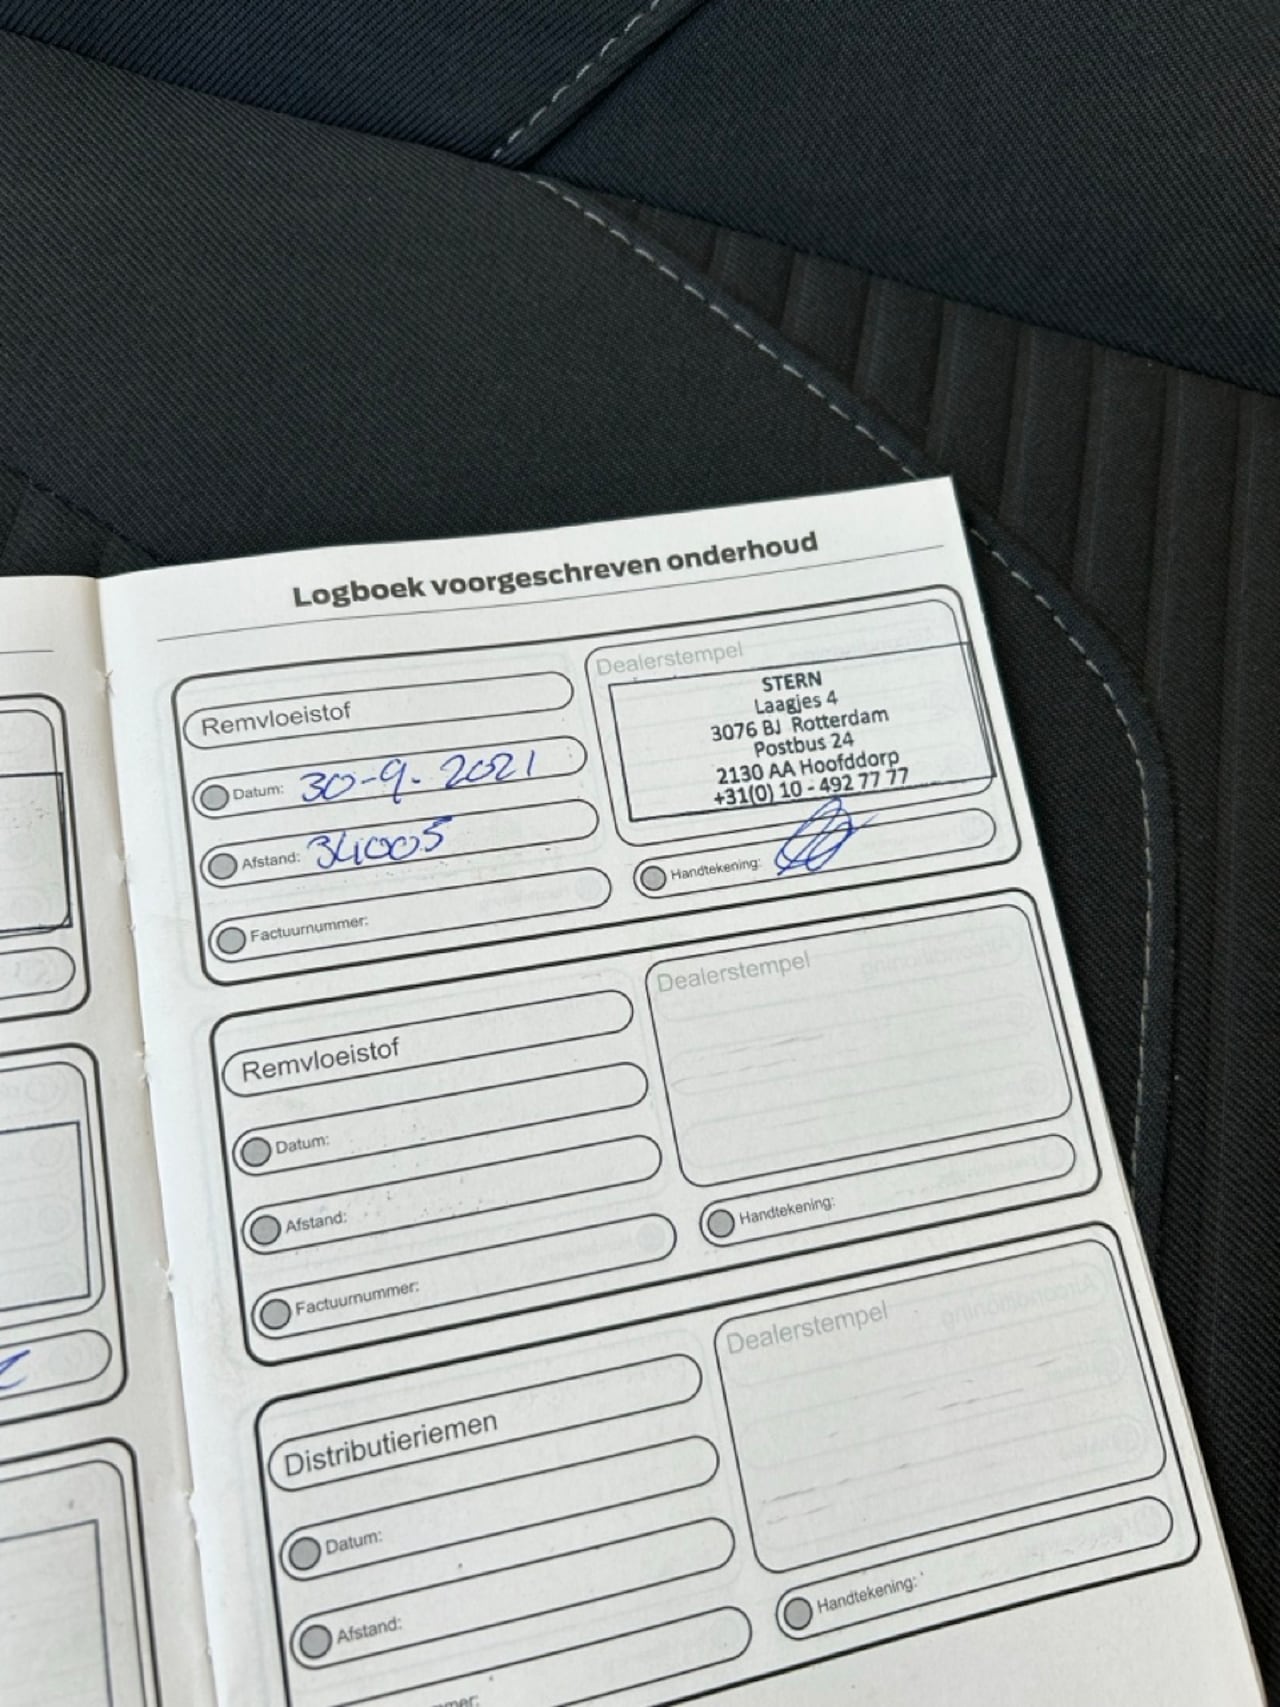 Logboek voorgeschreven onderhoud
Remvloeistof
Datum: 30-9-2021
Afstand: 34005
Factuurnummer:
Dealerstempel
STERN
Laagjes 4
3076 BJ Rotterdam
Postbus 24
2130 AA Hoofddorp
+31(0) 10 - 492 77 77
Handtekening:
Remvloeistof
Datum:
Afstand:
Factuurnummer:
Dealerstempel
Handtekening:
Distributieriemen
Datum:
Afstand:
mer:
Dealerstempel
Handtekening: